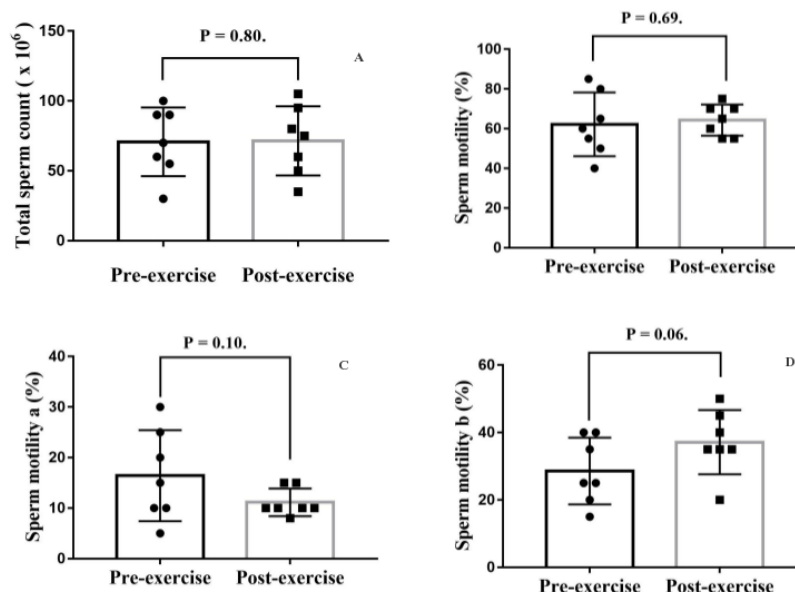 Total sperm count ( x 10⁶)
150
100
50
0
P = 0.80.
A
Pre-exercise
Post-exercise
Sperm motility (%)
100
80
60
40
20
0
P = 0.69.
Pre-exercise
Post-exercise
Sperm motility a (%)
40
30
20
10
0
P = 0.10.
C
Pre-exercise
Post-exercise
Sperm motility b (%)
60
40
20
0
P = 0.06.
D
Pre-exercise
Post-exercise